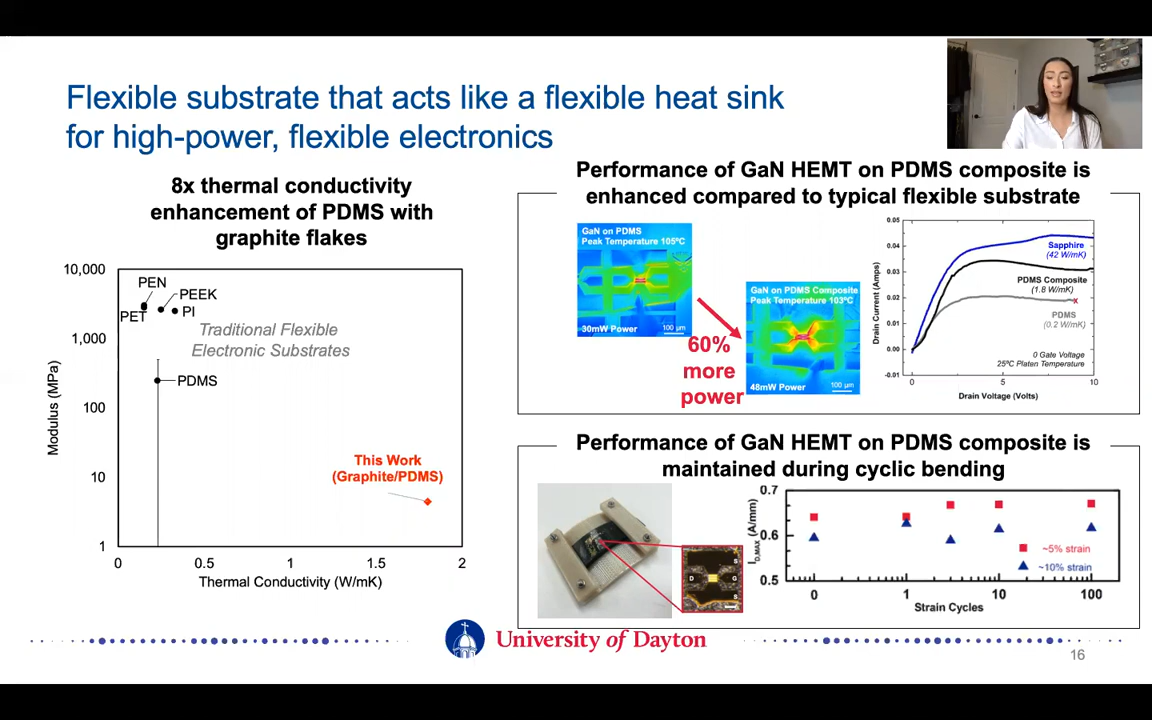 Flexible substrate that acts like a flexible heat sink
for high-power, flexible electronics
8x thermal conductivity
enhancement of PDMS with
graphite flakes
10,000
1,000
100
10
1
Modulus (MPa)
PEN
PEEK
PET
PI
Traditional Flexible
Electronic Substrates
PDMS
This Work
(Graphite/PDMS)
0 0.5 1 1.5 2
Thermal Conductivity (W/mK)
Performance of GaN HEMT on PDMS composite is
enhanced compared to typical flexible substrate
GaN on PDMS
Peak Temperature 105ºC
30mW Power
100 µm
60%
more
power
GaN on PDMS Composite
Peak Temperature 103ºC
48mW Power
100 µm
0.05
0.04
0.03
0.02
0.01
0.00
-0.01
Drain Current (Amps)
Sapphire
(42 W/mK)
PDMS Composite
(1.8 W/mK)
x
PDMS
(0.2 W/mK)
0 Gate Voltage
25ºC Platen Temperature
0 5 10
Drain Voltage (Volts)
Performance of GaN HEMT on PDMS composite is
maintained during cyclic bending
S
D G
S
0.7
0.6
0.5
I_D,MAX (A/mm)
~5% strain
~10% strain
0 1 10 100
Strain Cycles
University of Dayton
16